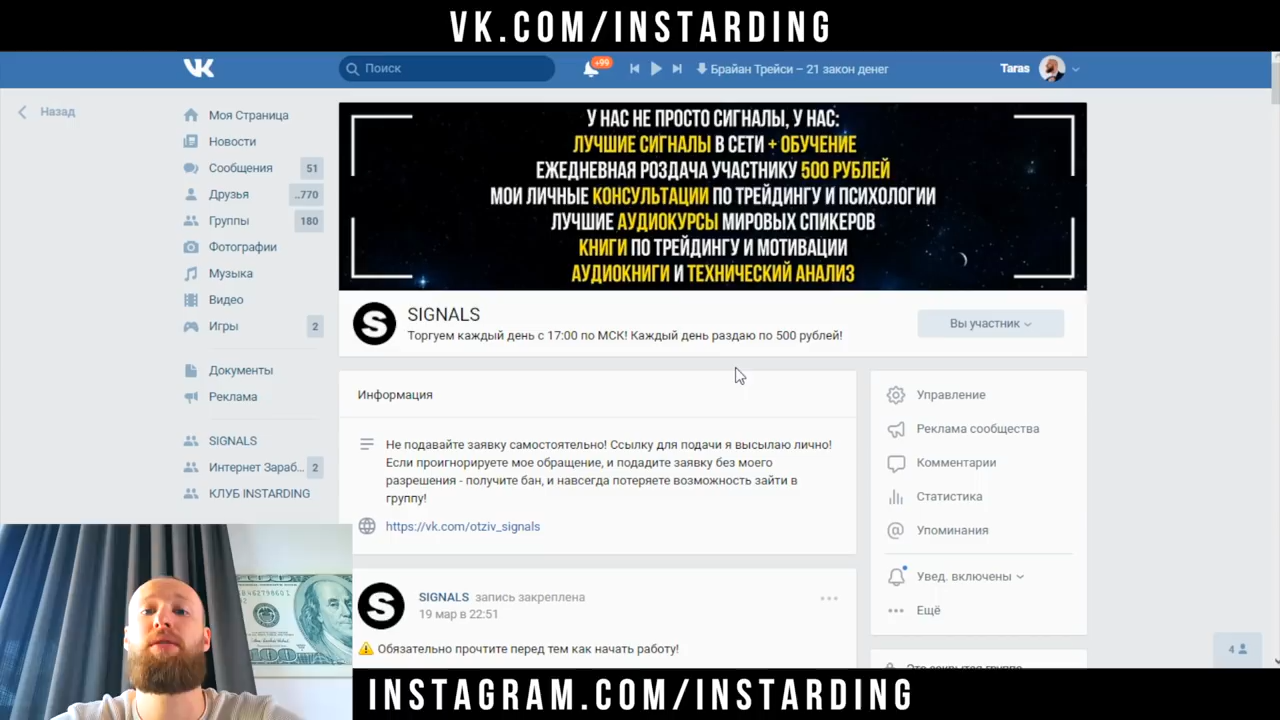 VK.COM/INSTARDING
Поиск
+99
Брайан Трейси – 21 закон денег
Taras
Назад
Моя Страница
Новости
Сообщения 51
Друзья ..770
Группы 180
Фотографии
Музыка
Видео
Игры 2
Документы
Реклама
SIGNALS
Интернет Зараб... 2
КЛУБ INSTARDING
У НАС НЕ ПРОСТО СИГНАЛЫ, У НАС:
ЛУЧШИЕ СИГНАЛЫ В СЕТИ + ОБУЧЕНИЕ
ЕЖЕДНЕВНАЯ РОЗДАЧА УЧАСТНИКУ 500 РУБЛЕЙ
МОИ ЛИЧНЫЕ КОНСУЛЬТАЦИИ ПО ТРЕЙДИНГУ И ПСИХОЛОГИИ
ЛУЧШИЕ АУДИОКУРСЫ МИРОВЫХ СПИКЕРОВ
КНИГИ ПО ТРЕЙДИНГУ И МОТИВАЦИИ
АУДИОКНИГИ И ТЕХНИЧЕСКИЙ АНАЛИЗ
S
SIGNALS
Торгуем каждый день с 17:00 по МСК! Каждый день раздаю по 500 рублей!
Вы участник
Информация
Не подавайте заявку самостоятельно! Ссылку для подачи я высылаю лично!
Если проигнорируете мое обращение, и подадите заявку без моего
разрешения - получите бан, и навсегда потеряете возможность зайти в
группу!
https://vk.com/otziv_signals
Управление
Реклама сообщества
Комментарии
Статистика
Упоминания
Увед. включены
Ещё
S
SIGNALS запись закреплена
19 мар в 22:51
Обязательно прочтите перед тем как начать работу!
Это закрытая группа
4
INSTAGRAM.COM/INSTARDING